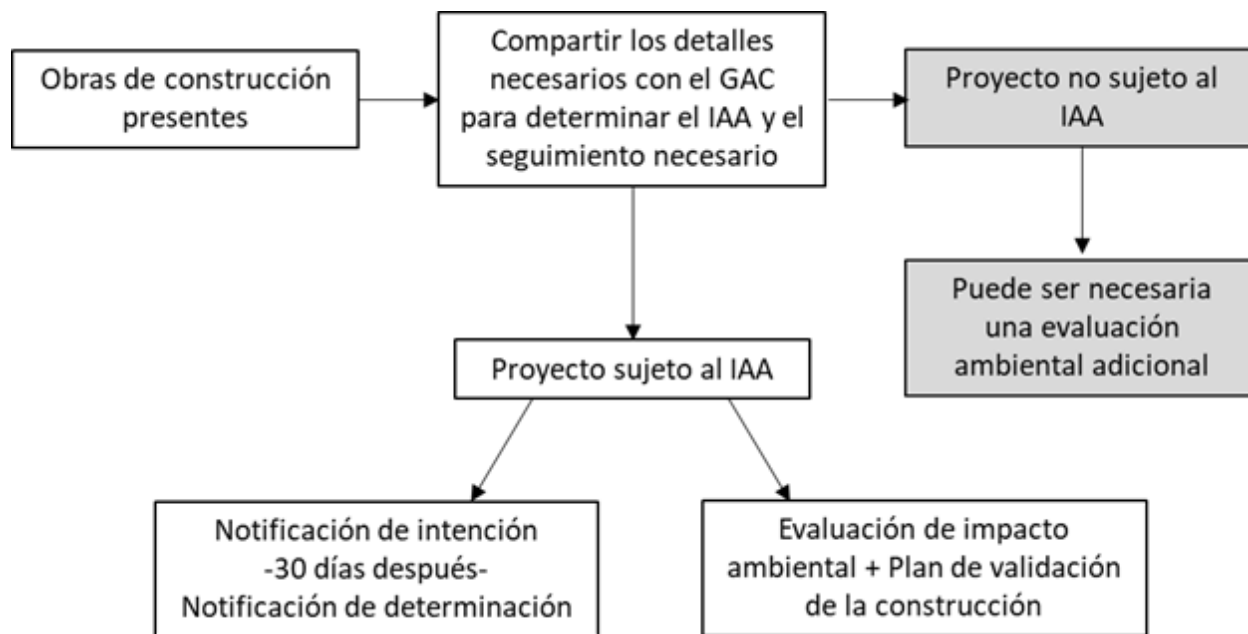 Obras de construcción
presentes
Compartir los detalles
necesarios con el GAC
para determinar el IAA y el
seguimiento necesario
Proyecto no sujeto al
IAA
Puede ser necesaria
una evaluación
ambiental adicional
Proyecto sujeto al IAA
Notificación de intención
-30 días después-
Notificación de determinación
Evaluación de impacto
ambiental + Plan de validación
de la construcción